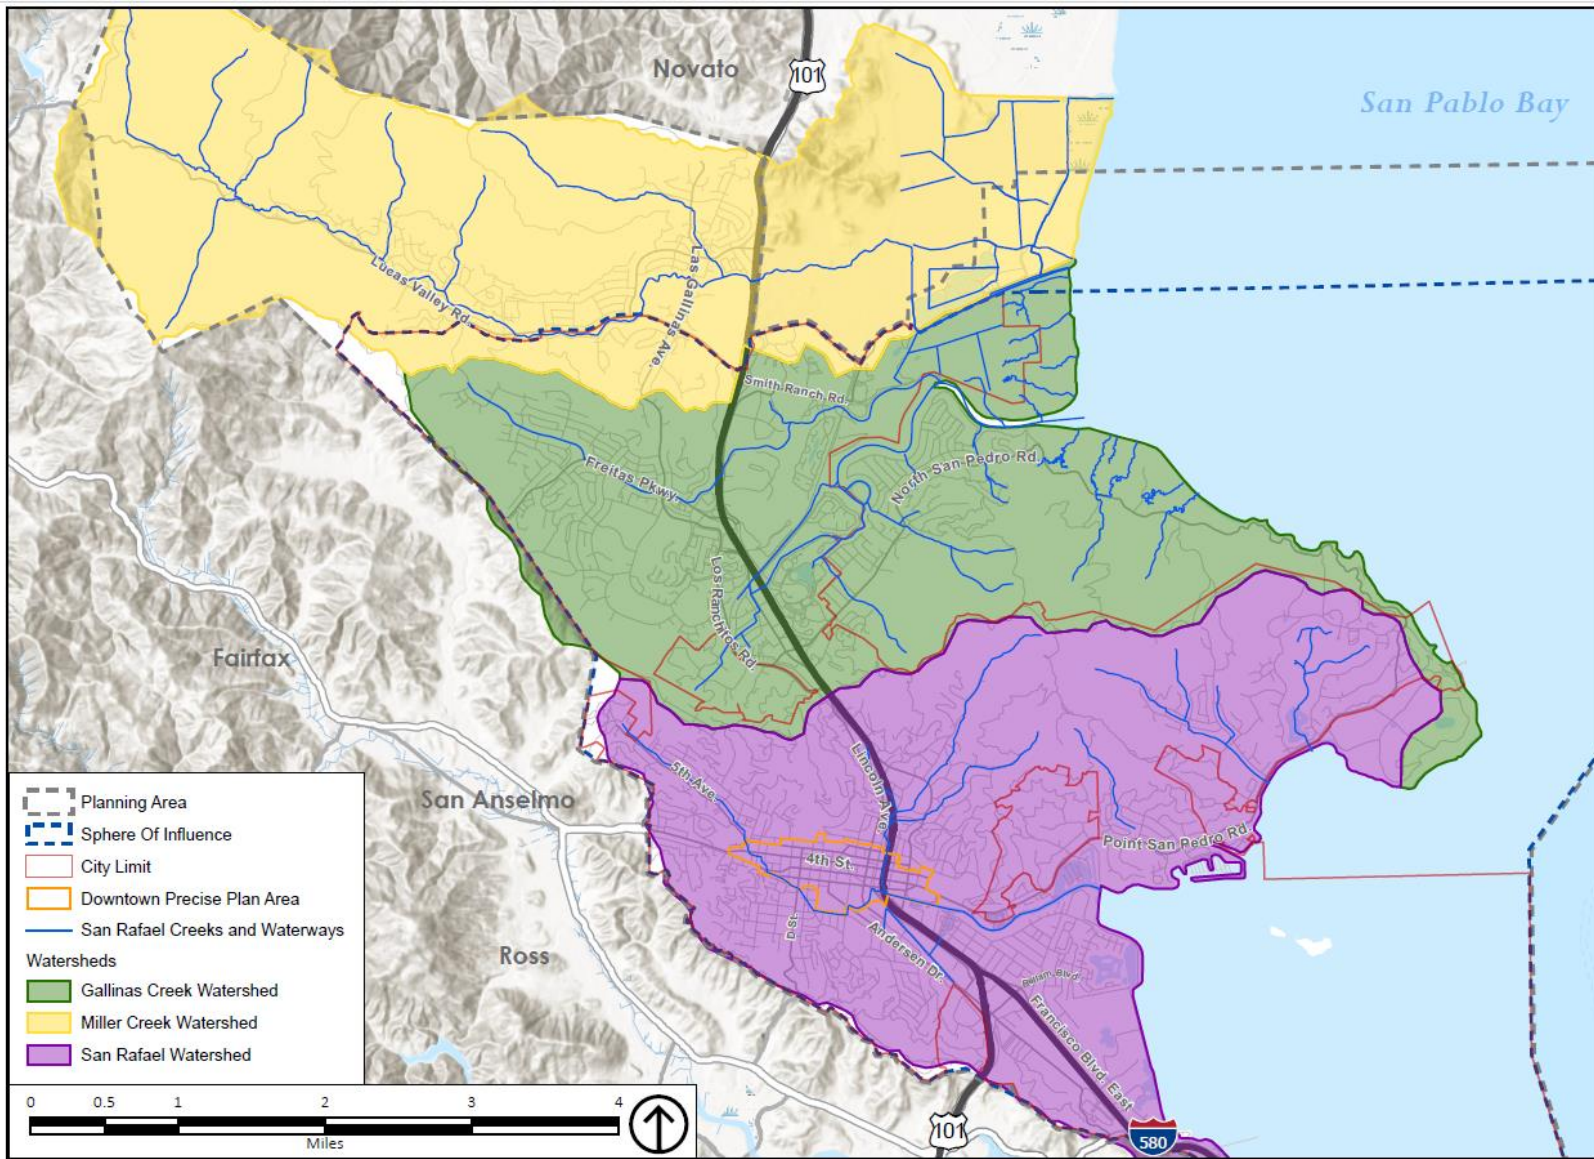 Novato
101
San Pablo Bay
Lucas Valley Rd.
Las Gallinas Ave.
Smith Ranch Rd.
Freitas Pkwy.
North San Pedro Rd.
Los Ranchitos Rd.
Fairfax
Lincoln Ave.
5th Ave.
San Anselmo
Point San Pedro Rd.
4th St.
D St.
Andersen Dr.
Ross
Bellam Blvd.
Francisco Blvd. East
101
580
Planning Area
Sphere Of Influence
City Limit
Downtown Precise Plan Area
San Rafael Creeks and Waterways
Watersheds
Gallinas Creek Watershed
Miller Creek Watershed
San Rafael Watershed
0 0.5 1 2 3 4
Miles